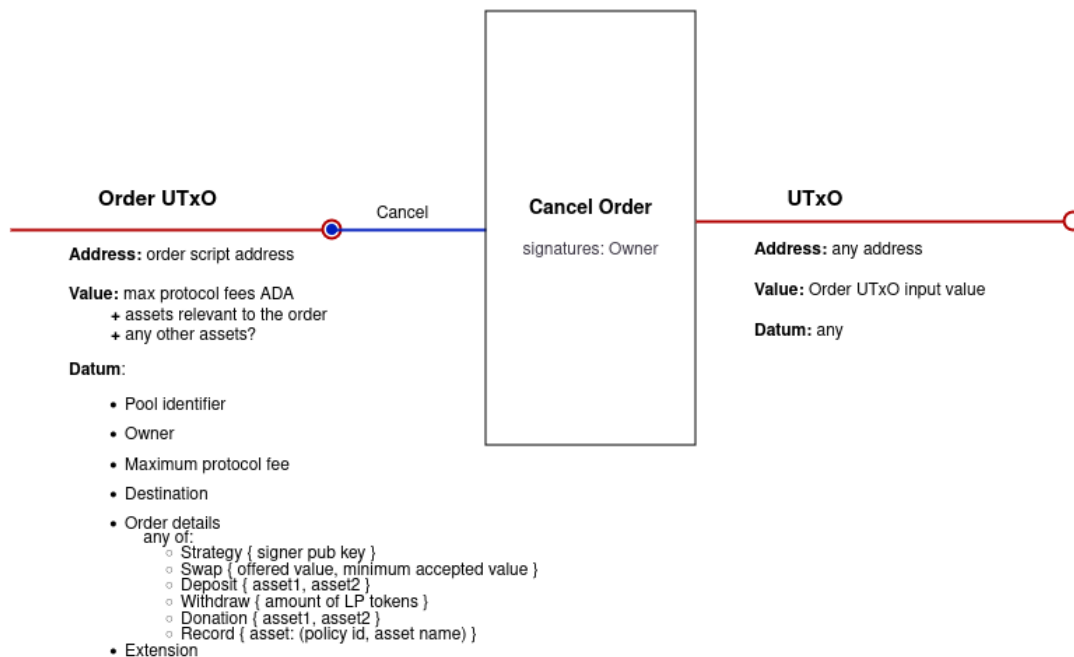 Order UTxO
Cancel
Address: order script address
Value: max protocol fees ADA
+ assets relevant to the order
+ any other assets?
Datum:
• Pool identifier
• Owner
• Maximum protocol fee
• Destination
• Order details
any of:
○ Strategy { signer pub key }
○ Swap { offered value, minimum accepted value }
○ Deposit { asset1, asset2 }
○ Withdraw { amount of LP tokens }
○ Donation { asset1, asset2 }
○ Record { asset: (policy id, asset name) }
• Extension
Cancel Order
signatures: Owner
UTxO
Address: any address
Value: Order UTxO input value
Datum: any